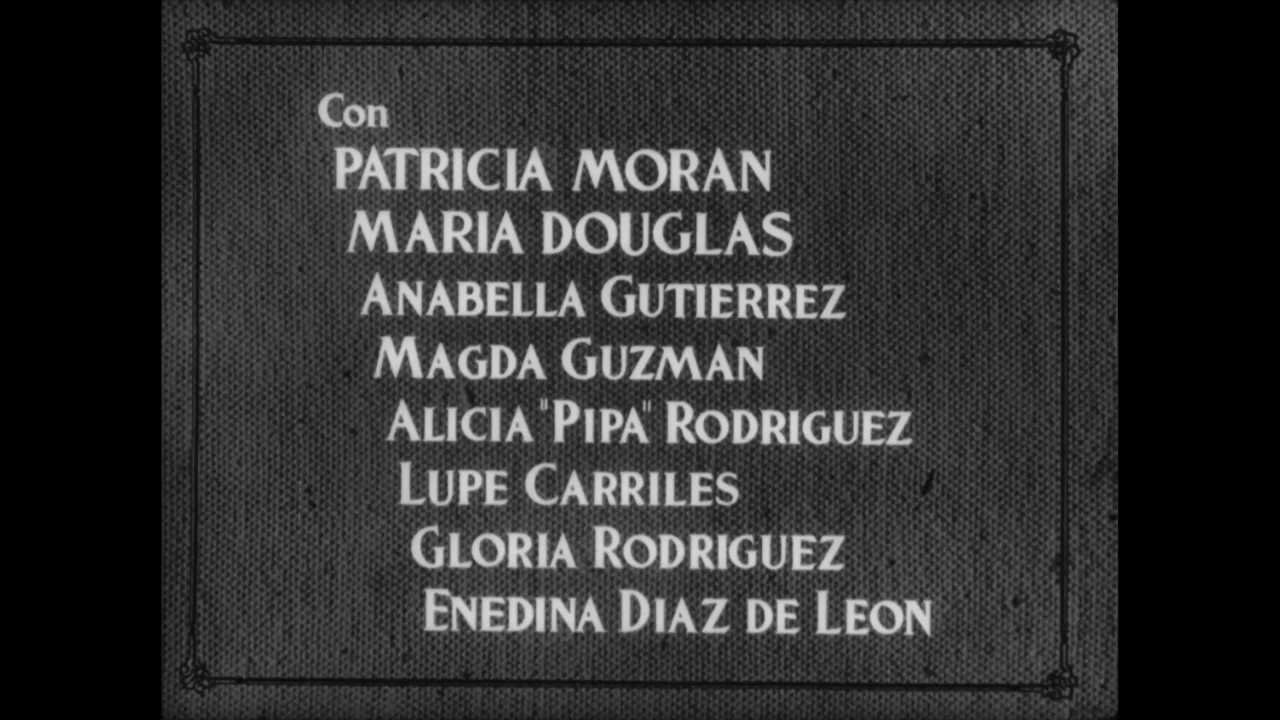 Con
PATRICIA MORAN
MARIA DOUGLAS
ANABELLA GUTIERREZ
MAGDA GUZMAN
ALICIA "PIPA" RODRIGUEZ
LUPE CARRILES
GLORIA RODRIGUEZ
ENEDINA DIAZ DE LEON